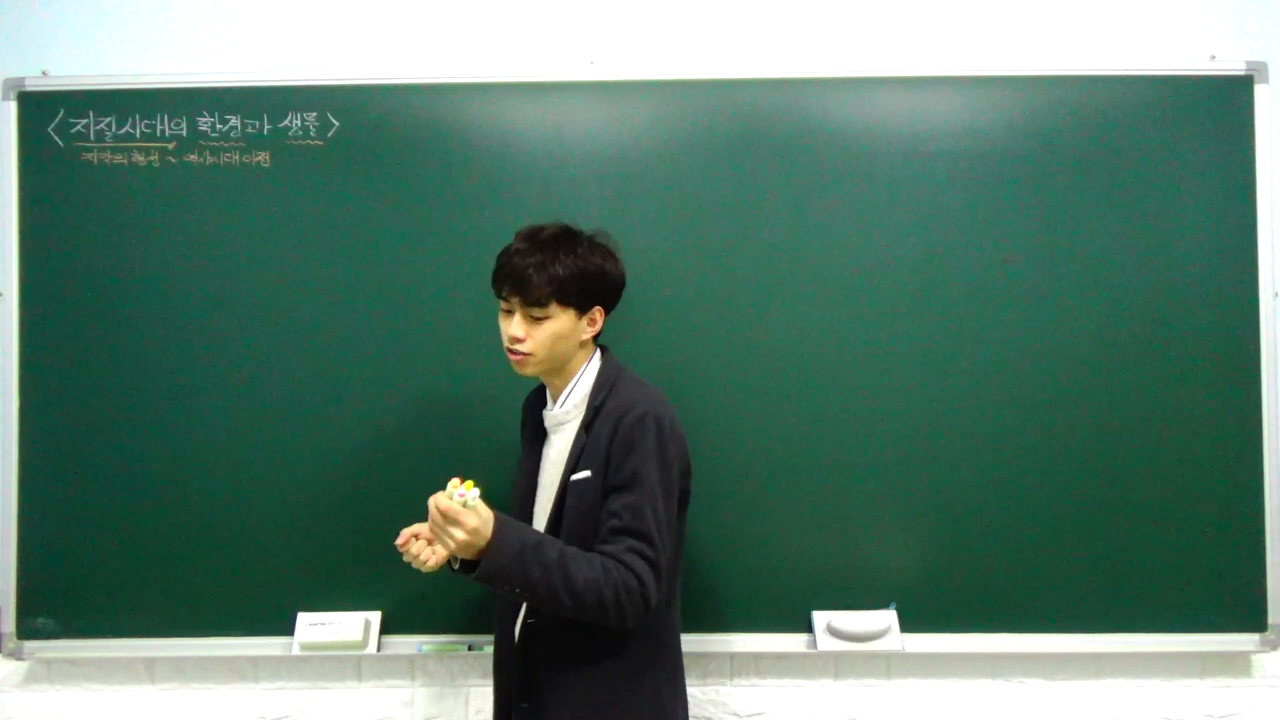 <지질시대의 환경과 생물>
지각의 형성 ~ 역사시대 이전